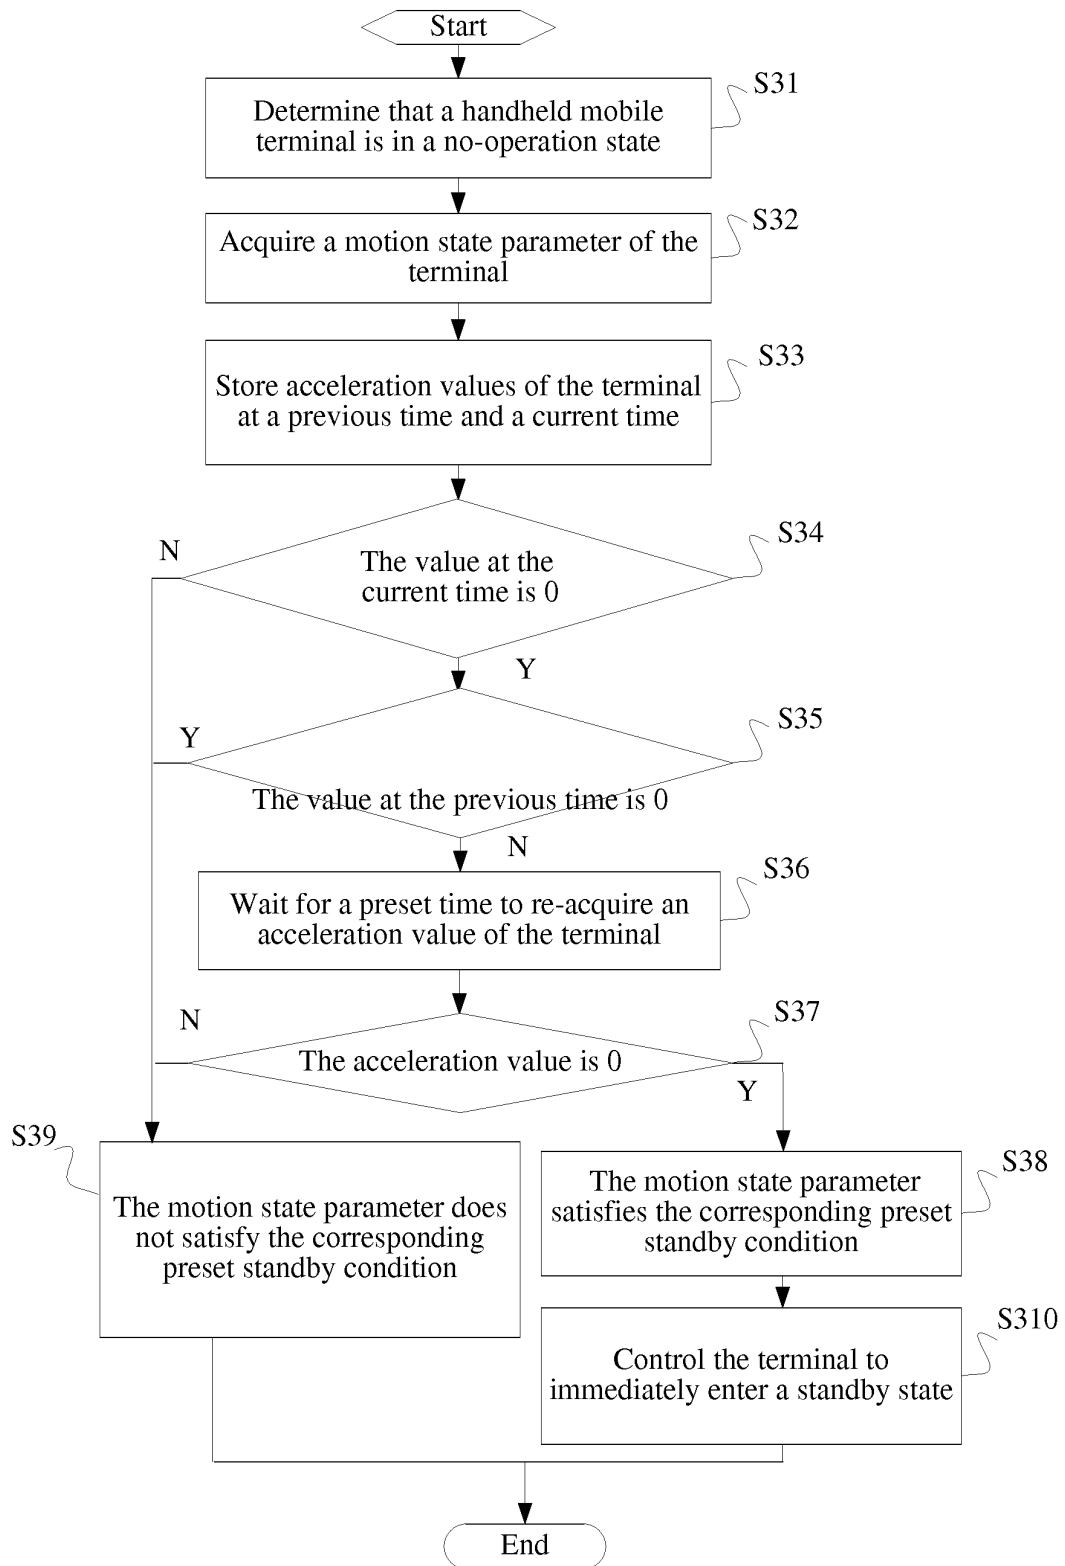 Start
S31
Determine that a handheld mobile
terminal is in a no-operation state
S32
Acquire a motion state parameter of the
terminal
S33
Store acceleration values of the terminal
at a previous time and a current time
S34
N
The value at the
current time is 0
Y
S35
Y
The value at the previous time is 0
N
S36
Wait for a preset time to re-acquire an
acceleration value of the terminal
S37
N
The acceleration value is 0
Y
S39
The motion state parameter does
not satisfy the corresponding
preset standby condition
S38
The motion state parameter
satisfies the corresponding preset
standby condition
S310
Control the terminal to
immediately enter a standby state
End